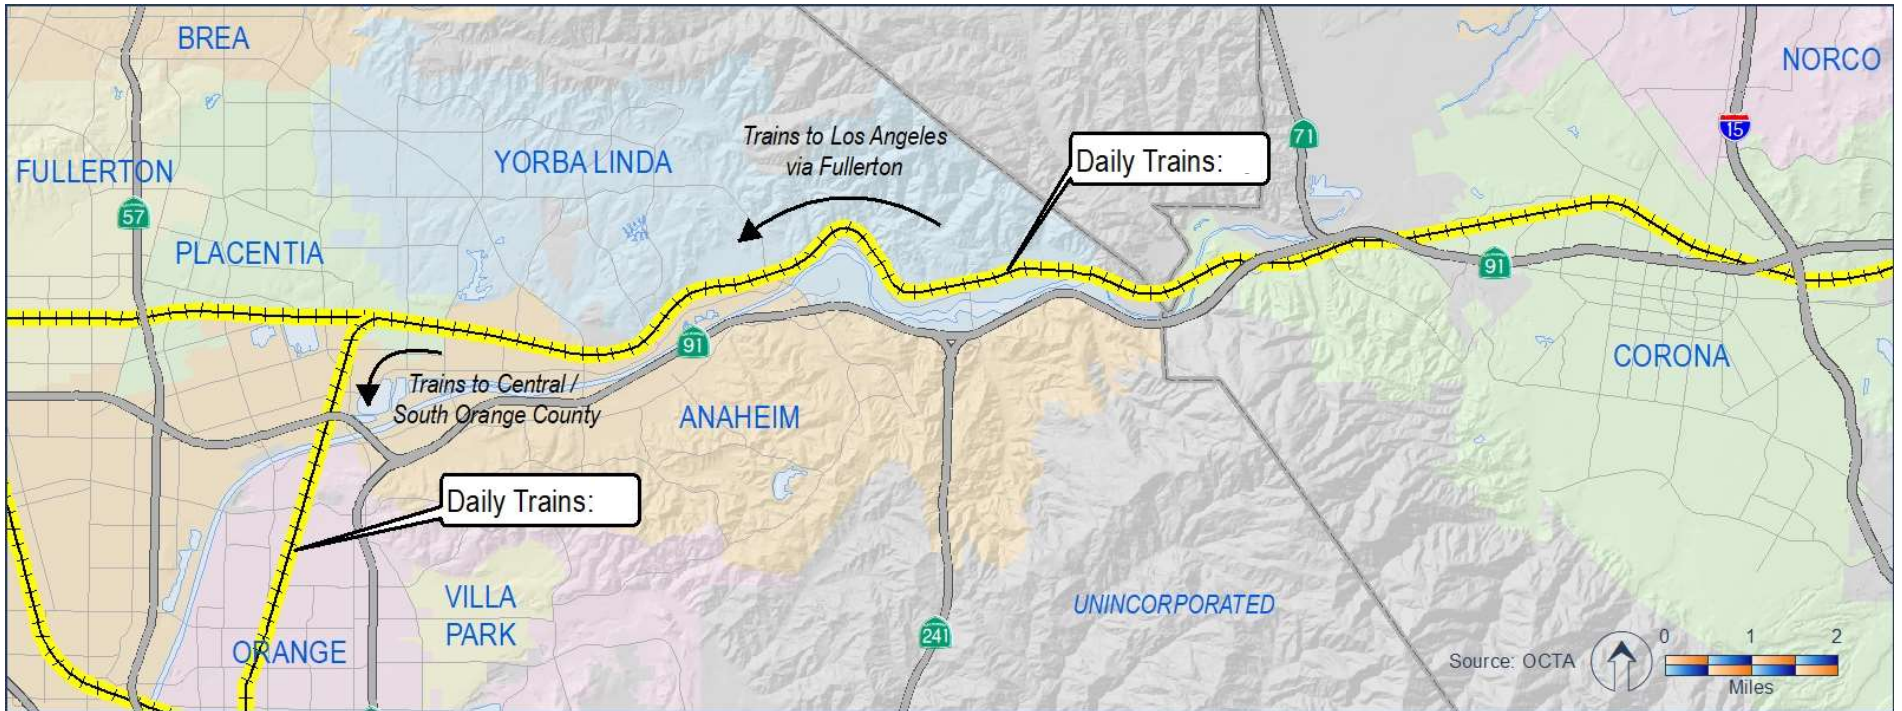 BREA
NORCO
Trains to Los Angeles
via Fullerton
71
15
Daily Trains:
FULLERTON
YORBA LINDA
57
PLACENTIA
91
91
Trains to Central /
South Orange County
ANAHEIM
CORONA
Daily Trains:
VILLA
PARK
UNINCORPORATED
241
ORANGE
Source: OCTA
0 1 2
Miles